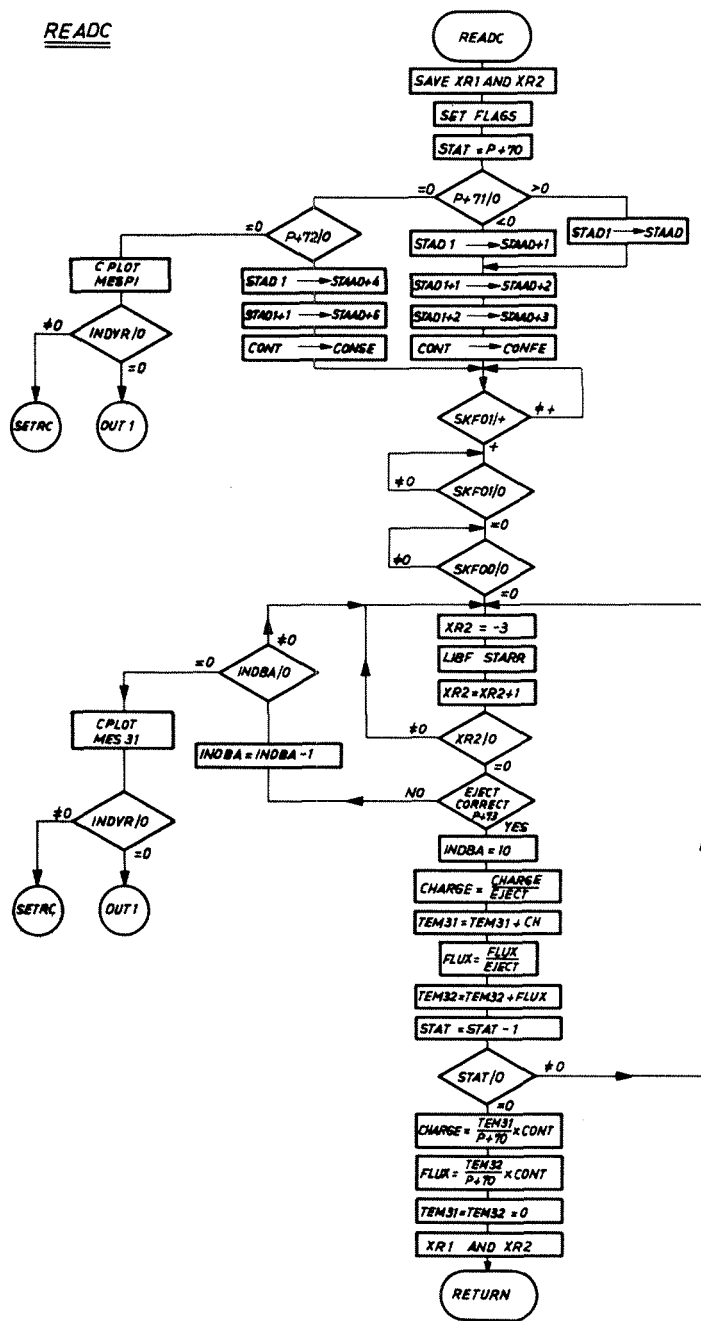 READC
READC
SAVE XR1 AND XR2
SET FLAGS
STAT = P+70
P+71/0
=0
>0
<0
P+72/0
=0
STAD 1 → STAAD+1
STAD1 → STAAD
C PLOT
MESP1
STAD 1 → STAAD+4
STAD1+1 → STAAD+2
INDVR/0
≠0
=0
STAD1+1 → STAAD+5
STAD1+2 → STAAD+3
CONT → CONSE
CONT → CONFE
SETRC
OUT 1
SKF01/+
≠+
+
SKF01/0
≠0
=0
SKF00/0
≠0
=0
XR2 = -3
≠0
INDBA/0
=0
LIBF STARR
XR2=XR2+1
CPLOT
MES 31
INDBA = INDBA -1
XR2/0
≠0
=0
NO
EJECT
CORRECT
P+73
YES
INDVR/0
≠0
=0
INDBA = 10
SETRC
OUT 1
CHARGE = CHARGE
EJECT
TEM31=TEM31 + CH
FLUX = FLUX
EJECT
TEM32=TEM32+FLUX
STAT = STAT - 1
STAT/0
≠0
=0
CHARGE = TEM31 × CONT
P+70
FLUX = TEM32 × CONT
P+70
TEM31=TEM32 = 0
XR1 AND XR2
RETURN